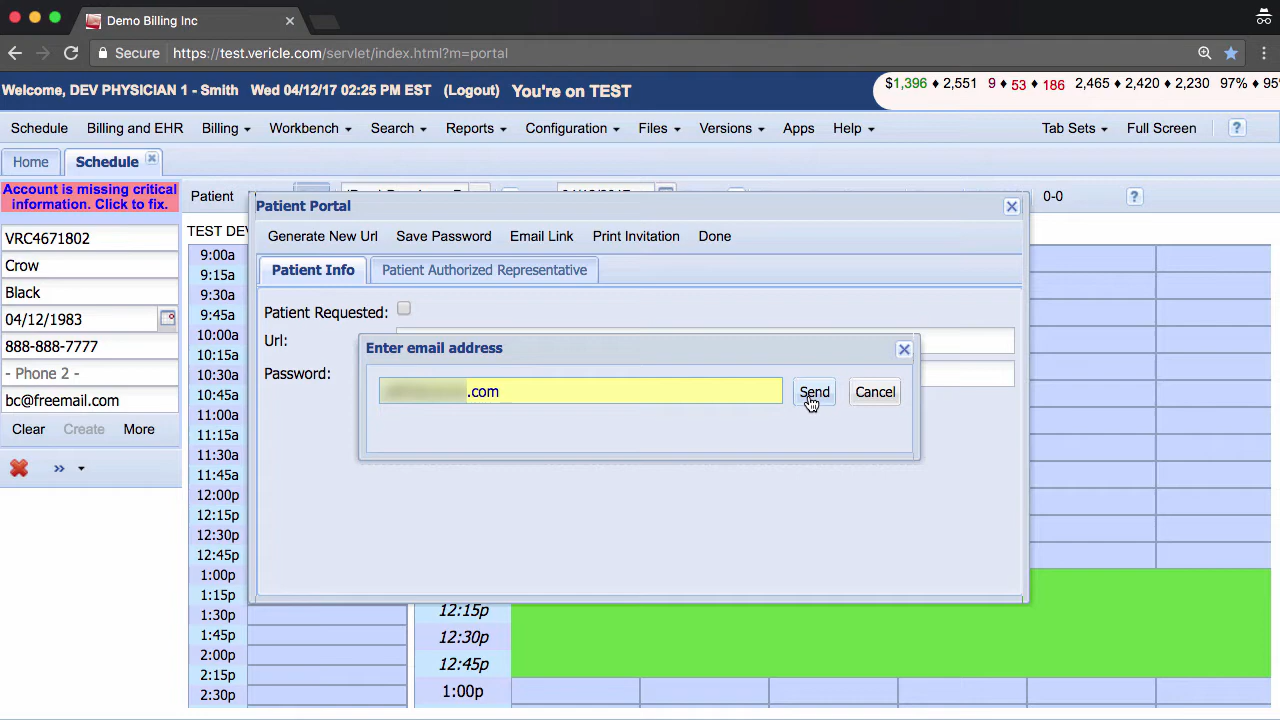 Demo Billing Inc
Secure https://test.vericle.com/servlet/index.html?m=portal
Welcome, DEV PHYSICIAN 1 - Smith Wed 04/12/17 02:25 PM EST (Logout) You're on TEST
$1,396 ♦ 2,551 9 ♦ 53 ♦ 186 2,465 ♦ 2,420 ♦ 2,230 97% ♦ 95%
Schedule Billing and EHR Billing Workbench Search Reports Configuration Files Versions Apps Help Tab Sets Full Screen ?
Home Schedule
Account is missing critical
information. Click to fix.
Patient
0-0 ?
VRC4671802
Crow
Black
04/12/1983
888-888-7777
- Phone 2 -
bc@freemail.com
Clear Create More
»
TEST DEV
9:00a
9:15a
9:30a
9:45a
10:00a
10:15a
10:30a
10:45a
11:00a
11:15a
11:30a
11:45a
12:00p
12:15p
12:30p
12:45p
1:00p
1:15p
1:30p
1:45p
2:00p
2:15p
2:30p
Patient Portal
Generate New Url Save Password Email Link Print Invitation Done
Patient Info Patient Authorized Representative
Patient Requested:
Url:
Password:
Enter email address
.com Send Cancel
12:15p
12:30p
12:45p
1:00p